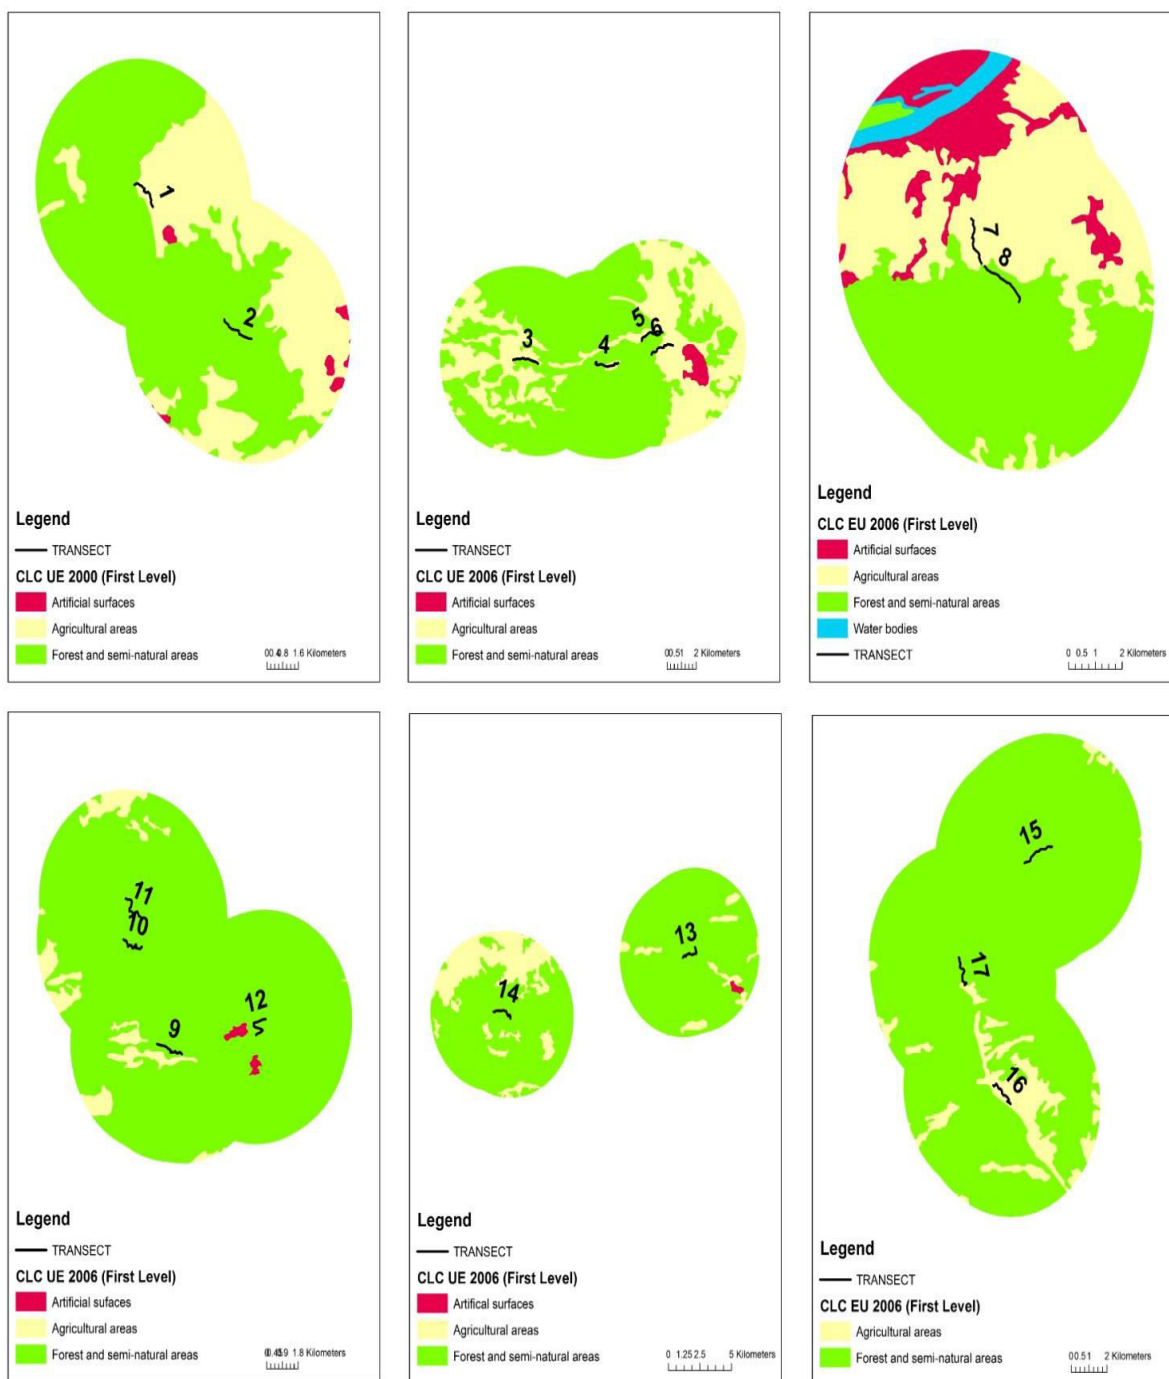 1
2
Legend
TRANSECT
CLC UE 2000 (First Level)
Artificial surfaces
Agricultural areas
Forest and semi-natural areas
1.6 Kilometers
3
4
5
6
Legend
TRANSECT
CLC UE 2006 (First Level)
Artificial surfaces
Agricultural areas
Forest and semi-natural areas
00.51 2 Kilometers
7
8
Legend
CLC EU 2006 (First Level)
Artificial surfaces
Agricultural areas
Forest and semi-natural areas
Water bodies
TRANSECT
0 0.5 1 2 Kilometers
11
10
12
9
Legend
TRANSECT
CLC UE 2006 (First Level)
Artificial sufaces
Agricultural areas
Forest and semi-natural areas
1.8 Kilometers
13
14
Legend
TRANSECT
CLC UE 2006 (First Level)
Artifical surfaces
Agricultural areas
Forest and semi-natural areas
0 1.25 2.5 5 Kilometers
15
17
16
Legend
TRANSECT
CLC EU 2006 (First Level)
Agricultural areas
Forest and semi-natural areas
00.51 2 Kilometers